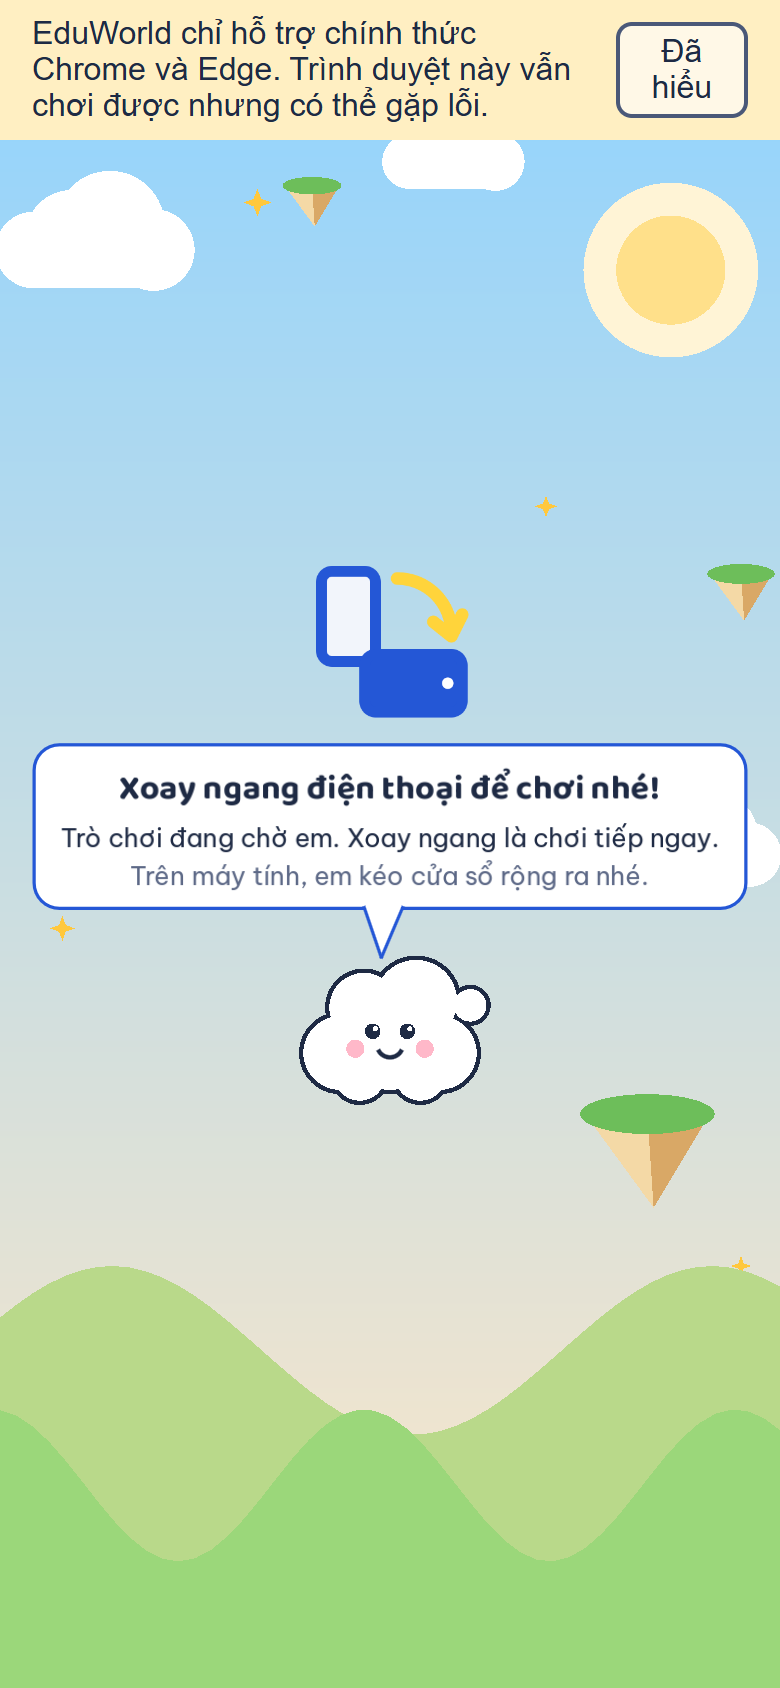 EduWorld chỉ hỗ trợ chính thức
Chrome và Edge. Trình duyệt này vẫn
chơi được nhưng có thể gặp lỗi.
Đã
hiểu
Xoay ngang điện thoại để chơi nhé!
Trò chơi đang chờ em. Xoay ngang là chơi tiếp ngay.
Trên máy tính, em kéo cửa sổ rộng ra nhé.